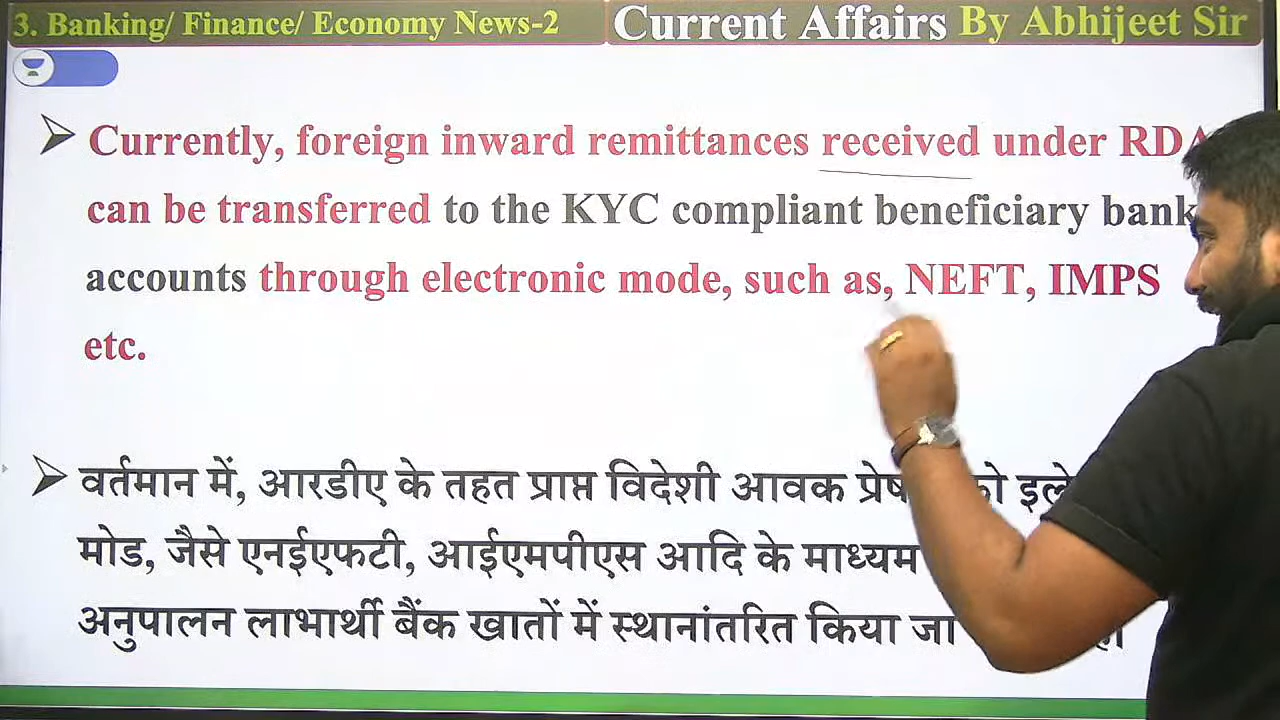 3. Banking/ Finance/ Economy News-2
Current Affairs By Abhijeet Sir
Currently, foreign inward remittances received under
can be transferred to the KYC compliant beneficiary bank
accounts through electronic mode, such as, NEFT, IMPS
etc.
वर्तमान में, आरडीए के तहत प्राप्त विदेशी आवक
मोड, जैसे एनईएफटी, आईएमपीएस आदि के माध्यम
अनुपालन लाभार्थी बैंक खातों में स्थानांतरित किया जा